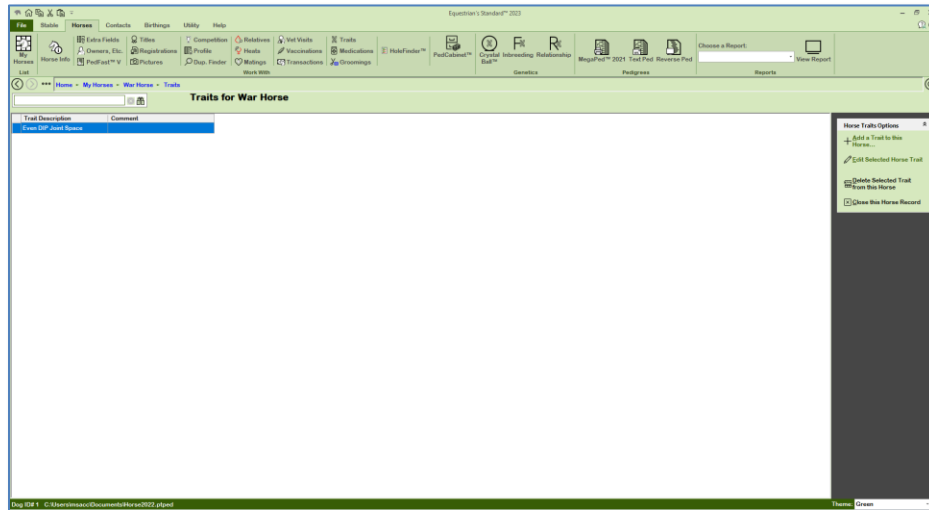 Equestrian's Standard™ 2023
File Stable Horses Contacts Birthings Utility Help
My Horses
Horse Info
Extra Fields
Owners, Etc.
PedFast™ V
Titles
Registrations
Pictures
Competition
Profile
Dup. Finder
Relatives
Heats
Matings
Vet Visits
Vaccinations
Transactions
Traits
Medications
Groomings
HoleFinder™
PedCabinet™
Crystal Ball™
Inbreeding
Relationship
MegaPed™ 2021
Text Ped
Reverse Ped
Choose a Report:
View Report
List
Work With
Genetics
Pedigrees
Reports
Home - My Horses - War Horse - Traits
Traits for War Horse
Trait Description Comment
Even DIP Joint Space
Horse Traits Options
Add a Trait to this
Horse...
Edit Selected Horse Trait
Delete Selected Trait
from this Horse
Close this Horse Record
Dog ID# 1 C:\Users\insacc\Documents\Horse2022.ptped
Theme: Green